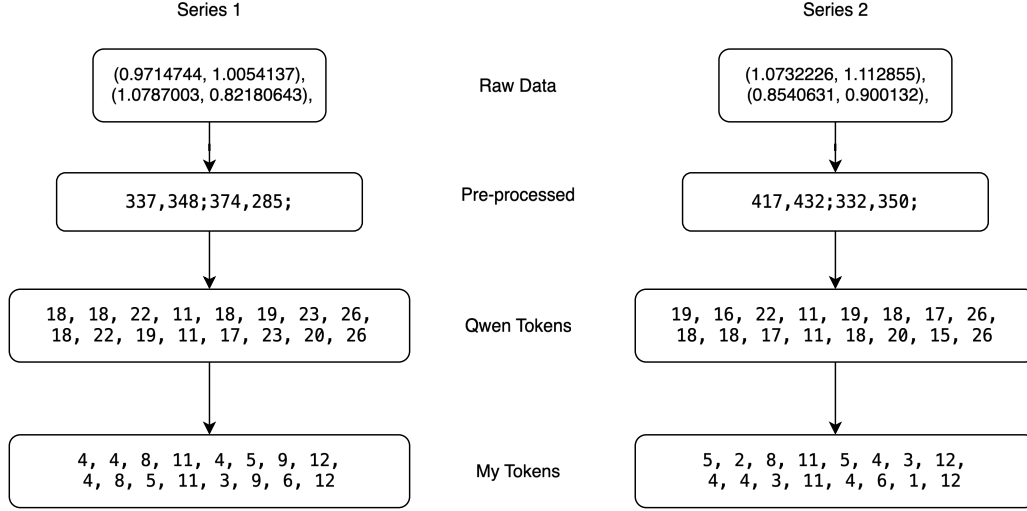 Series 1
Series 2
(0.9714744, 1.0054137),
(1.0787003, 0.82180643),
Raw Data
(1.0732226, 1.112855),
(0.8540631, 0.900132),
337,348;374,285;
Pre-processed
417,432;332,350;
18, 18, 22, 11, 18, 19, 23, 26,
18, 22, 19, 11, 17, 23, 20, 26
Qwen Tokens
19, 16, 22, 11, 19, 18, 17, 26,
18, 18, 17, 11, 18, 20, 15, 26
4, 4, 8, 11, 4, 5, 9, 12,
4, 8, 5, 11, 3, 9, 6, 12
My Tokens
5, 2, 8, 11, 5, 4, 3, 12,
4, 4, 3, 11, 4, 6, 1, 12